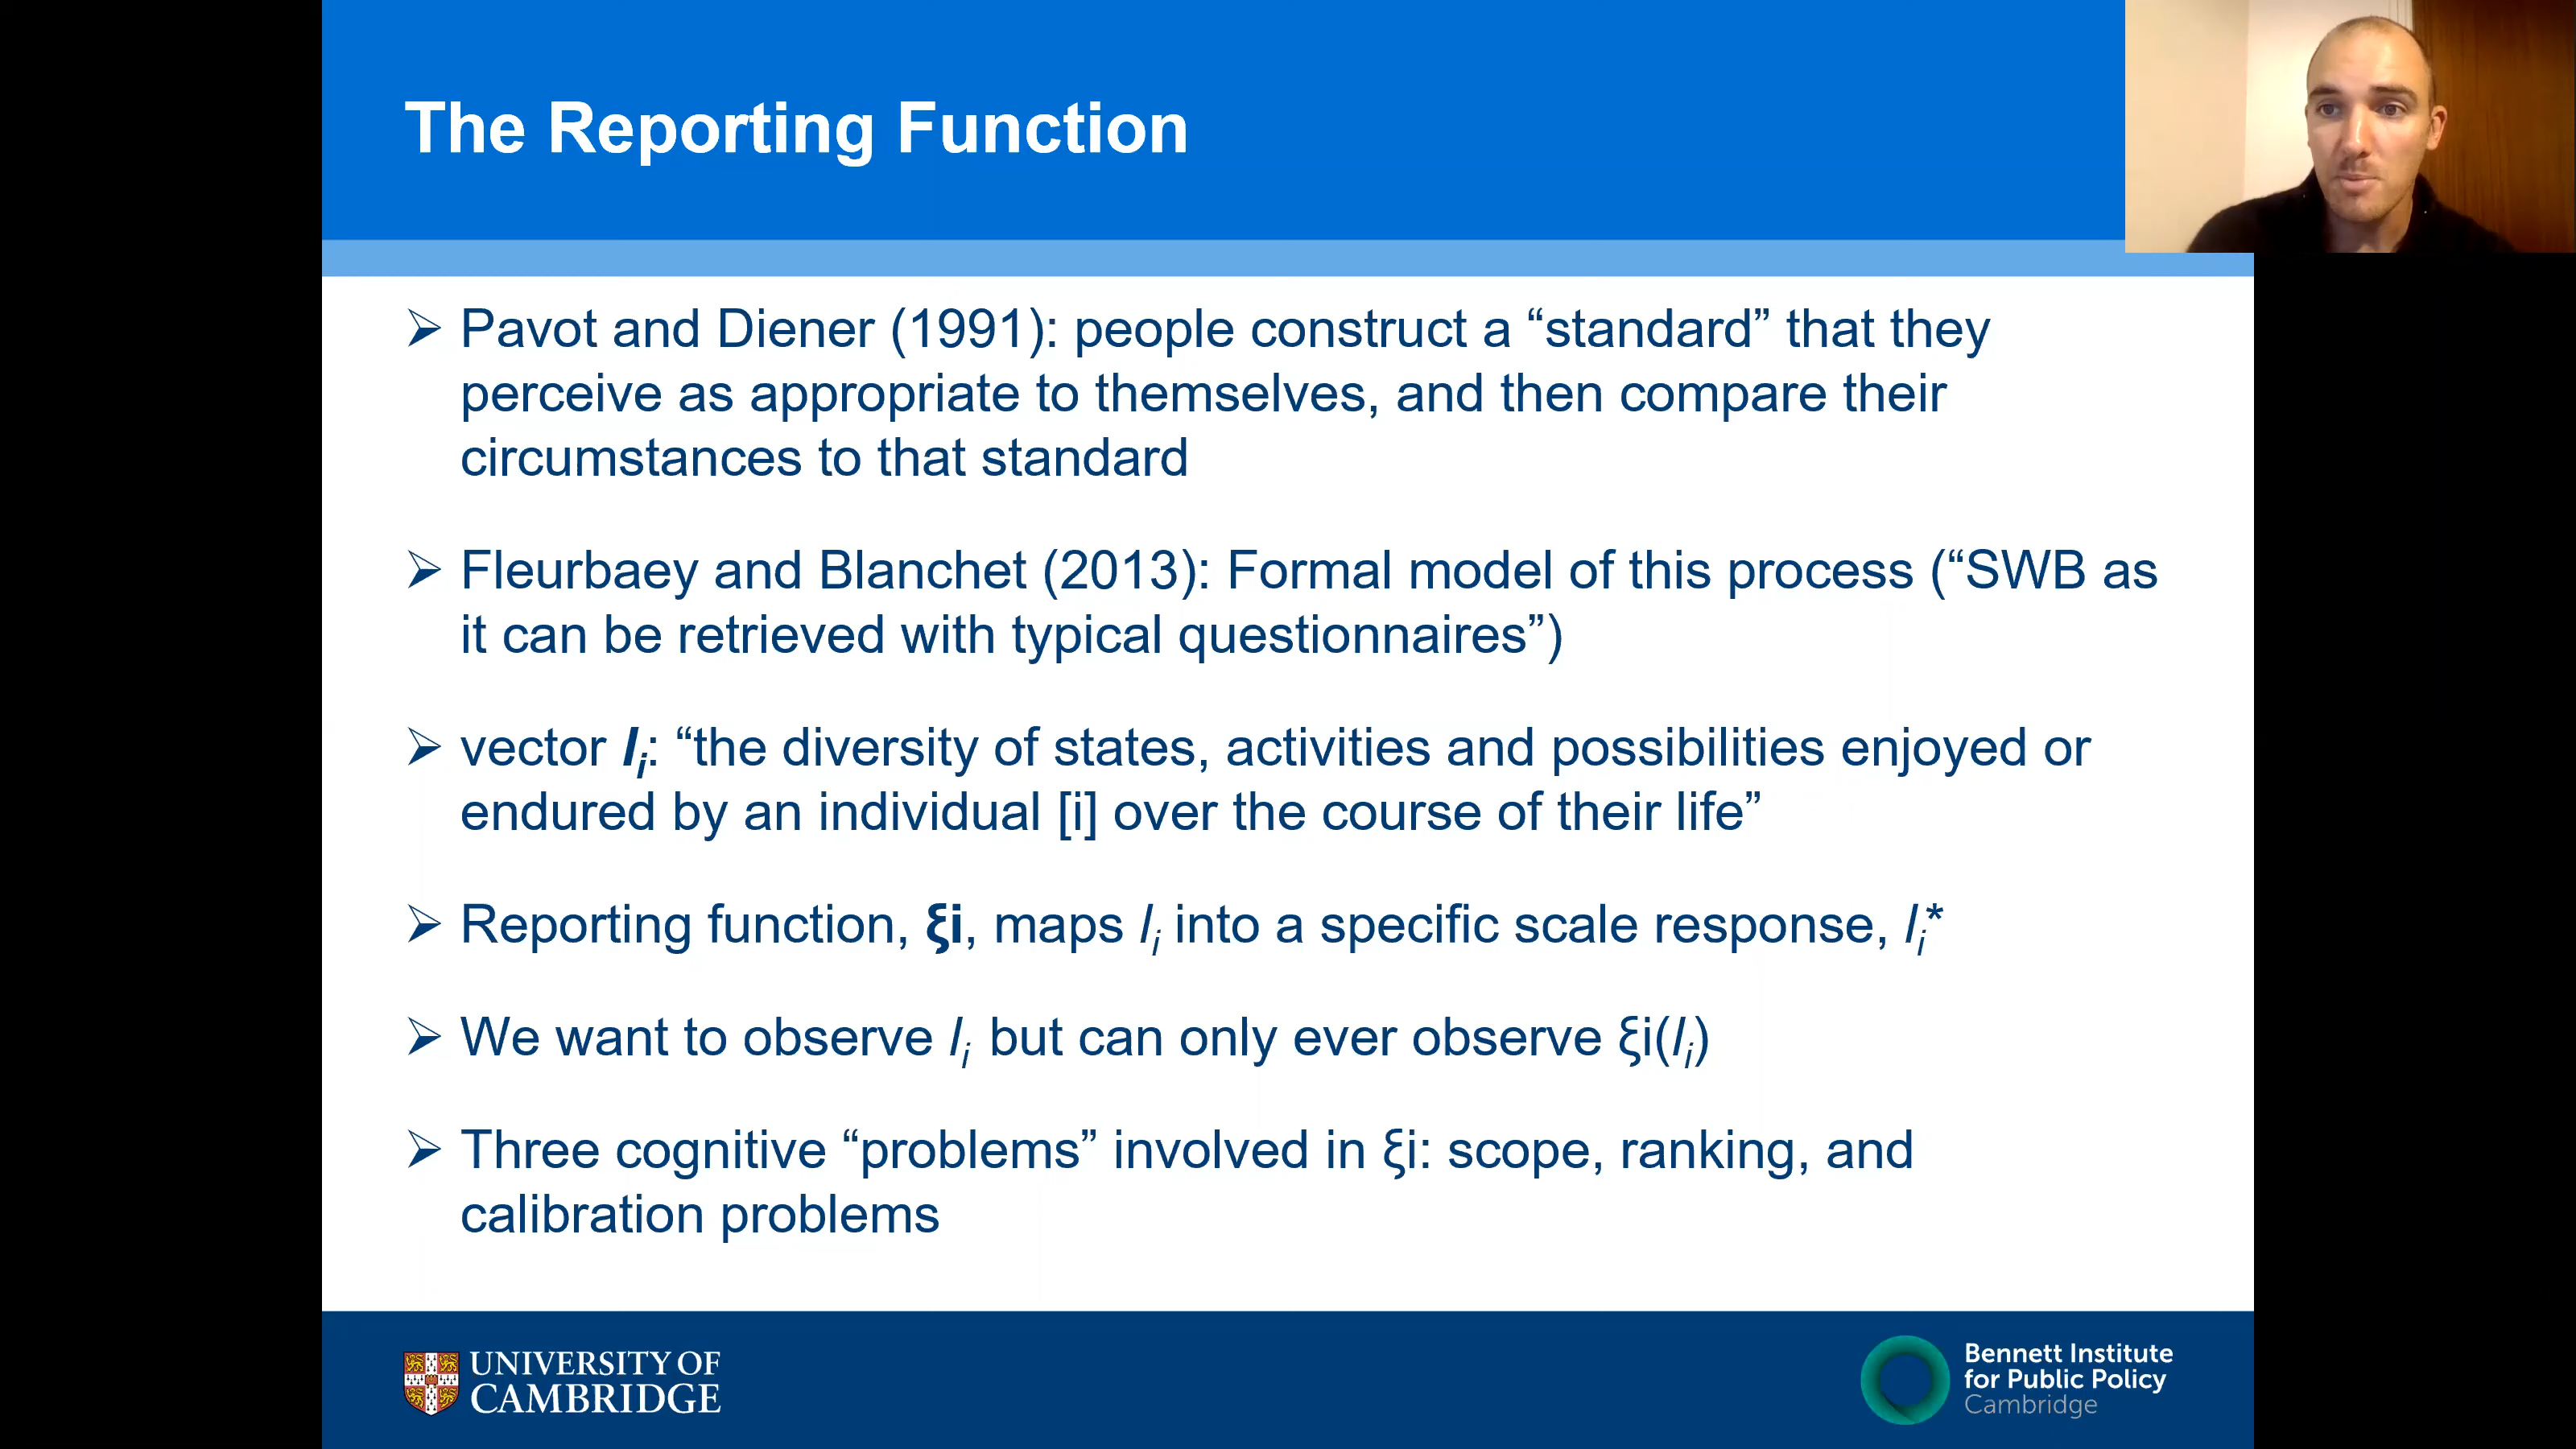 The Reporting Function
➢ Pavot and Diener (1991): people construct a “standard” that they
perceive as appropriate to themselves, and then compare their
circumstances to that standard
➢ Fleurbaey and Blanchet (2013): Formal model of this process (“SWB as
it can be retrieved with typical questionnaires”)
➢ vector lᵢ: “the diversity of states, activities and possibilities enjoyed or
endured by an individual [i] over the course of their life”
➢ Reporting function, ξi, maps lᵢ into a specific scale response, lᵢ*
➢ We want to observe lᵢ but can only ever observe ξi(lᵢ)
➢ Three cognitive “problems” involved in ξi: scope, ranking, and
calibration problems
UNIVERSITY OF
CAMBRIDGE
Bennett Institute
for Public Policy
Cambridge